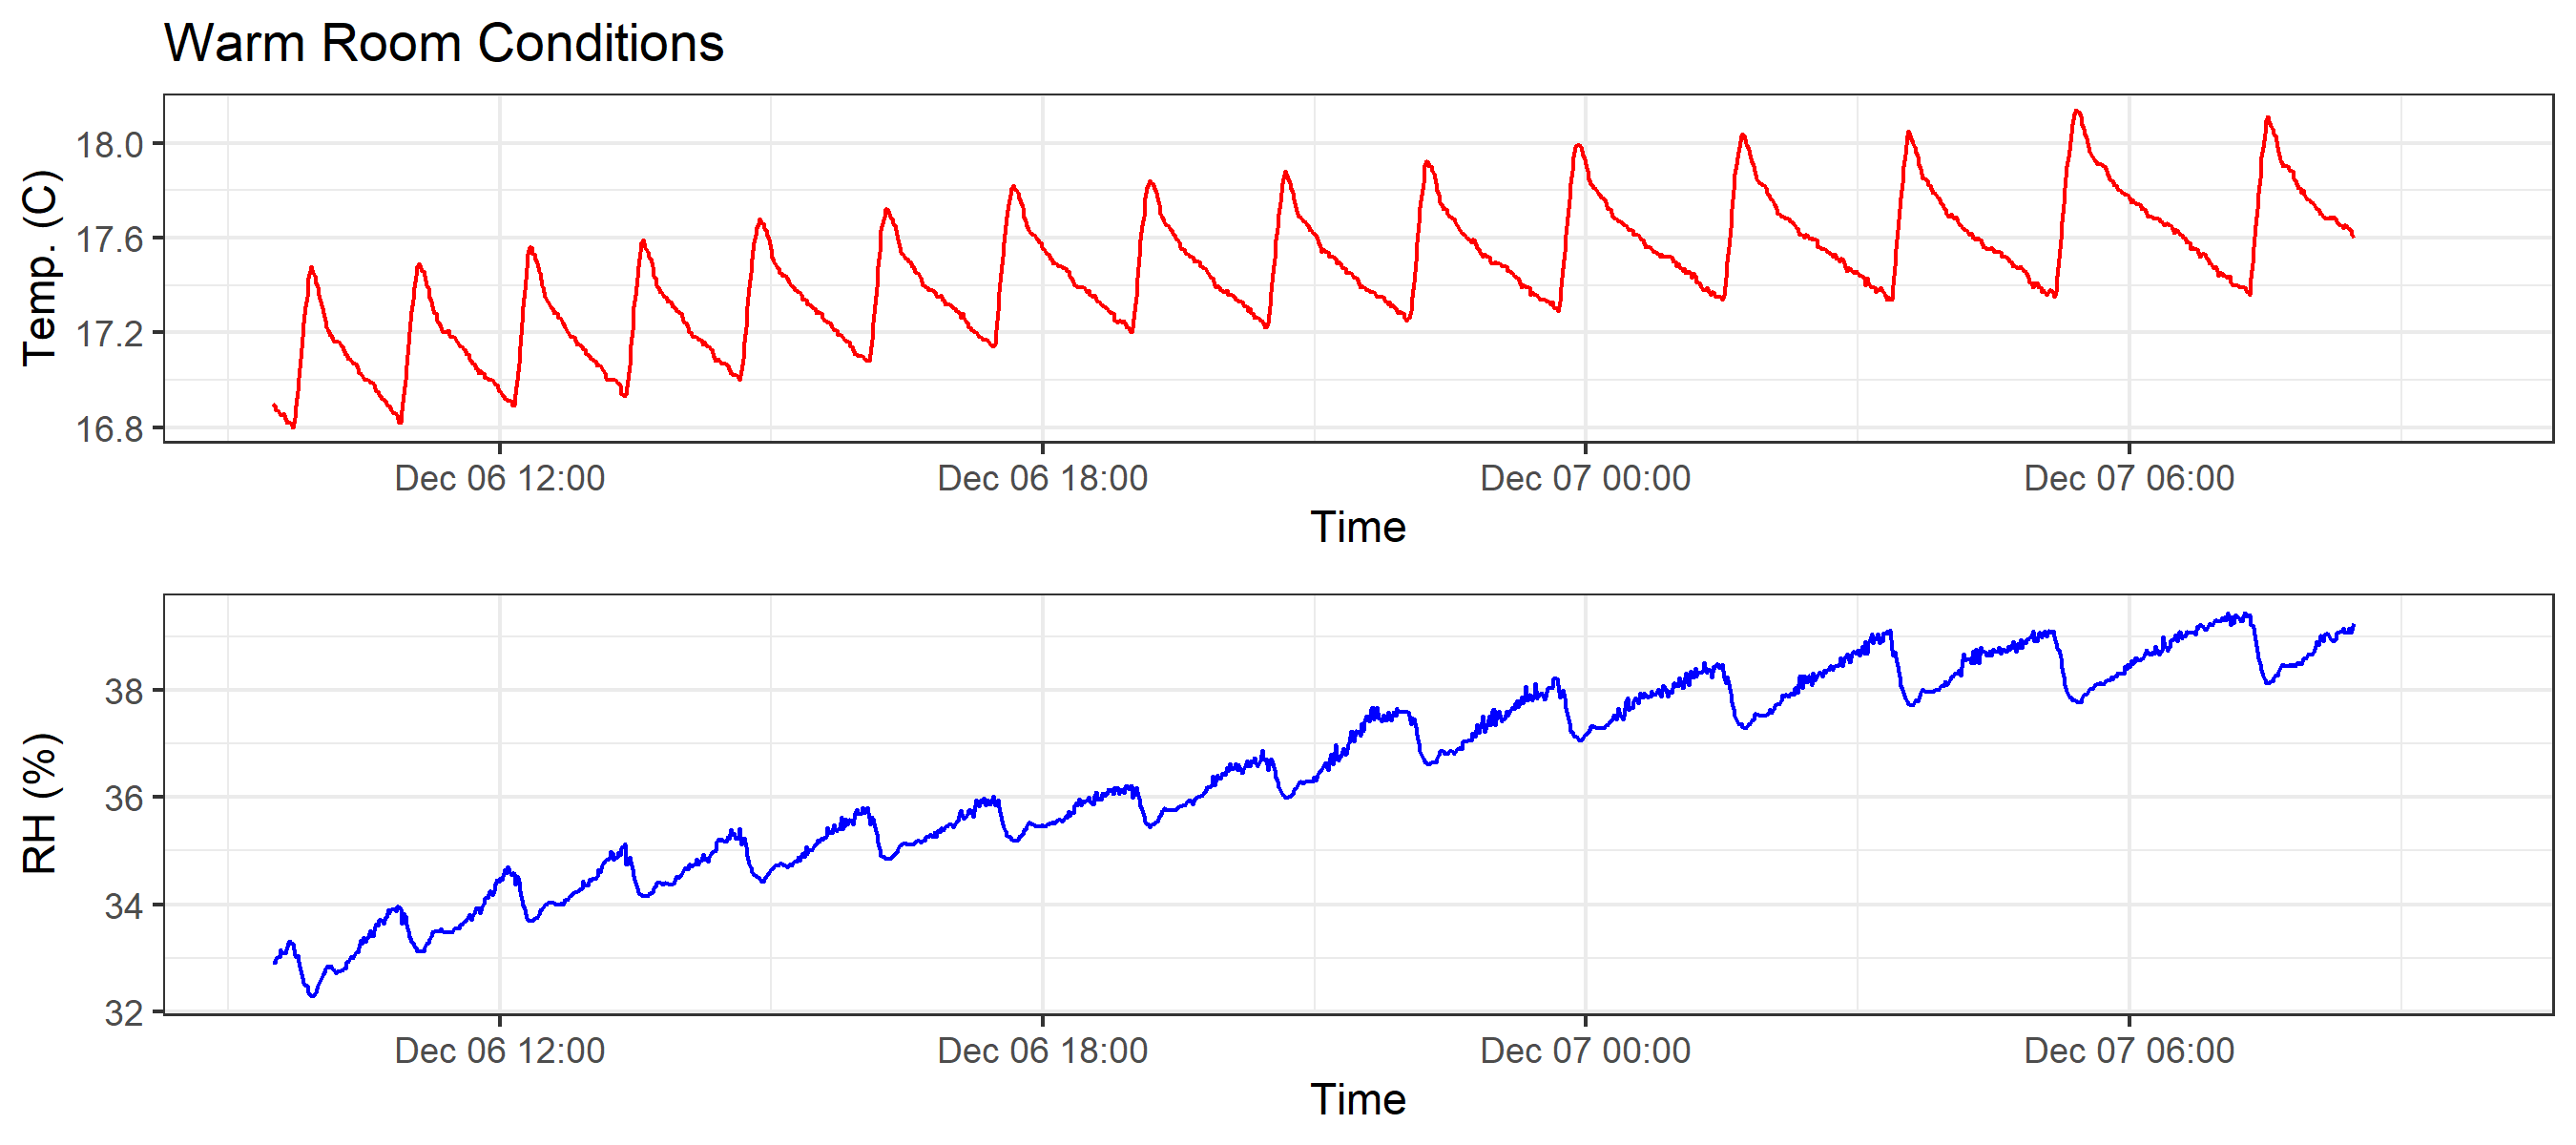 Warm Room Conditions
Temp. (C)
18.0
17.6
17.2
16.8
Dec 06 12:00 Dec 06 18:00 Dec 07 00:00 Dec 07 06:00
Time
RH (%)
38
36
34
32
Dec 06 12:00 Dec 06 18:00 Dec 07 00:00 Dec 07 06:00
Time